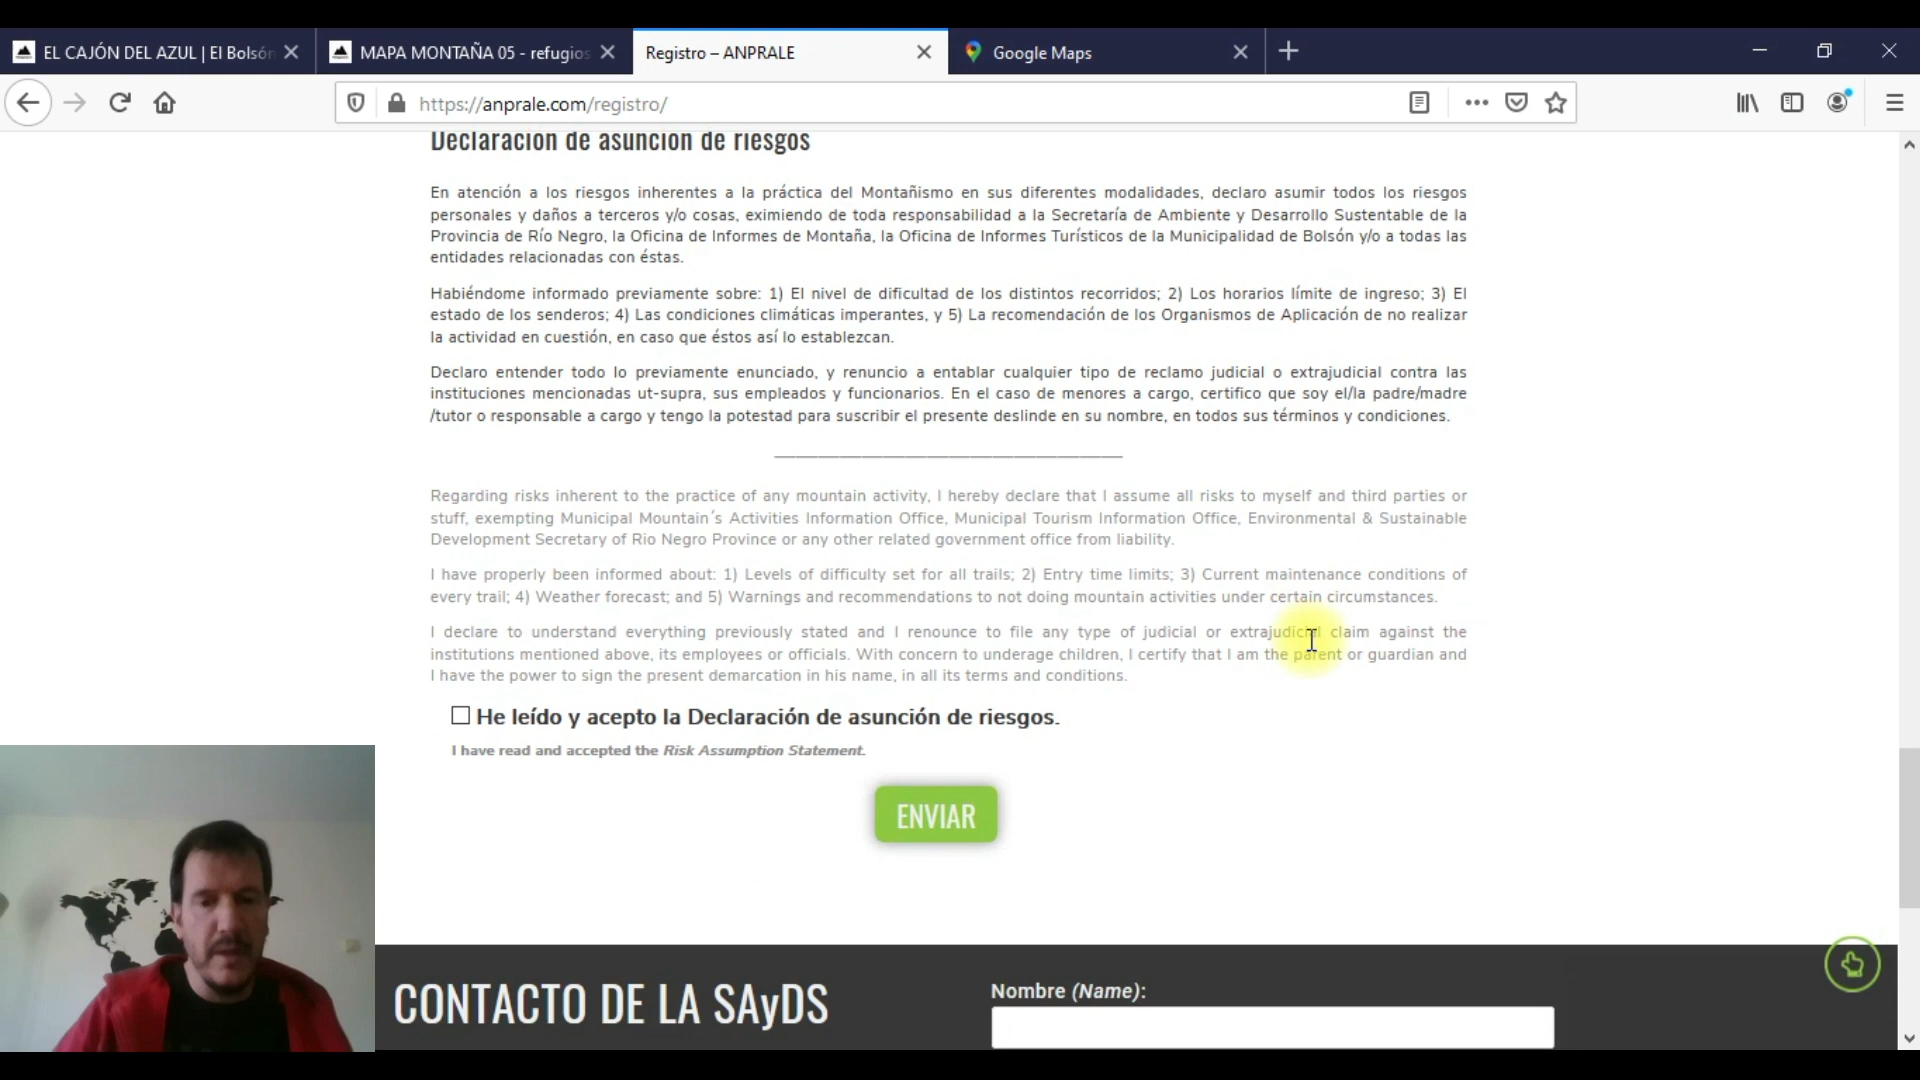 EL CAJÓN DEL AZUL | El Bolsón
MAPA MONTAÑA 05 - refugios
Registro – ANPRALE
Google Maps
https://anprale.com/registro/
Declaración de asunción de riesgos
En atención a los riesgos inherentes a la práctica del Montañismo en sus diferentes modalidades, declaro asumir todos los riesgos
personales y daños a terceros y/o cosas, eximiendo de toda responsabilidad a la Secretaría de Ambiente y Desarrollo Sustentable de la
Provincia de Río Negro, la Oficina de Informes de Montaña, la Oficina de Informes Turísticos de la Municipalidad de Bolsón y/o a todas las
entidades relacionadas con éstas.
Habiéndome informado previamente sobre: 1) El nivel de dificultad de los distintos recorridos; 2) Los horarios límite de ingreso; 3) El
estado de los senderos; 4) Las condiciones climáticas imperantes, y 5) La recomendación de los Organismos de Aplicación de no realizar
la actividad en cuestión, en caso que éstos así lo establezcan.
Declaro entender todo lo previamente enunciado, y renuncio a entablar cualquier tipo de reclamo judicial o extrajudicial contra las
instituciones mencionadas ut-supra, sus empleados y funcionarios. En el caso de menores a cargo, certifico que soy el/la padre/madre
/tutor o responsable a cargo y tengo la potestad para suscribir el presente deslinde en su nombre, en todos sus términos y condiciones.
Regarding risks inherent to the practice of any mountain activity, I hereby declare that I assume all risks to myself and third parties or
stuff, exempting Municipal Mountain´s Activities Information Office, Municipal Tourism Information Office, Environmental & Sustainable
Development Secretary of Rio Negro Province or any other related government office from liability.
I have properly been informed about: 1) Levels of difficulty set for all trails; 2) Entry time limits; 3) Current maintenance conditions of
every trail; 4) Weather forecast; and 5) Warnings and recommendations to not doing mountain activities under certain circumstances.
I declare to understand everything previously stated and I renounce to file any type of judicial or extrajudicial claim against the
institutions mentioned above, its employees or officials. With concern to underage children, I certify that I am the parent or guardian and
I have the power to sign the present demarcation in his name, in all its terms and conditions.
He leído y acepto la Declaración de asunción de riesgos.
I have read and accepted the Risk Assumption Statement.
ENVIAR
CONTACTO DE LA SAyDS
Nombre (Name):